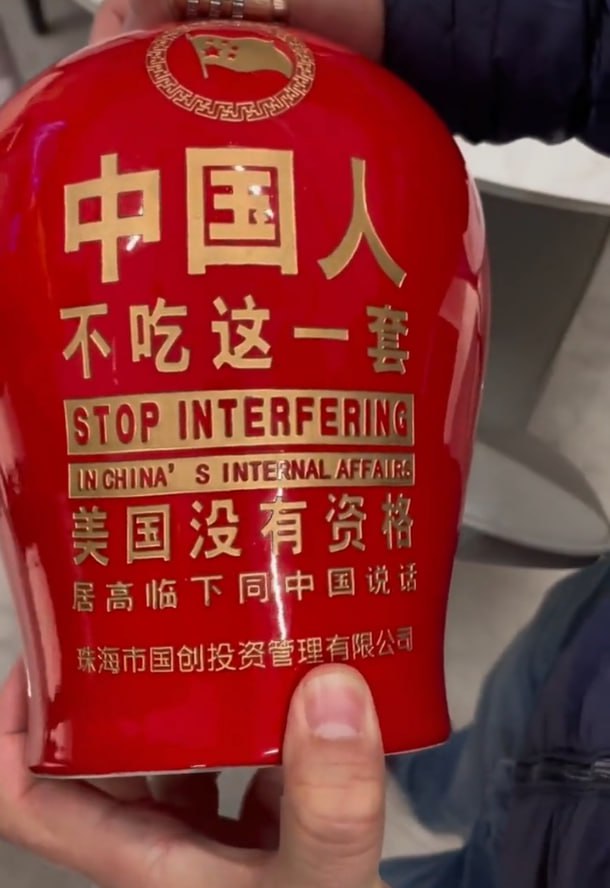 中国人
不吃这一套
STOP INTERFERING
IN CHINA'S INTERNAL AFFAIRS
美国没有资格
居高临下同中国说话
珠海市国创投资管理有限公司